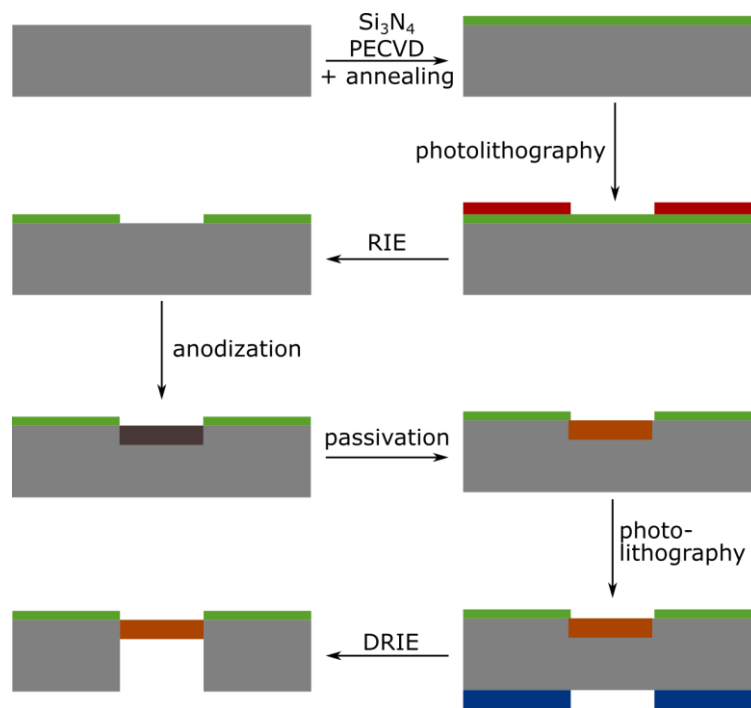 Si₃N₄
PECVD
+ annealing
photolithography
RIE
anodization
passivation
photo-
lithography
DRIE